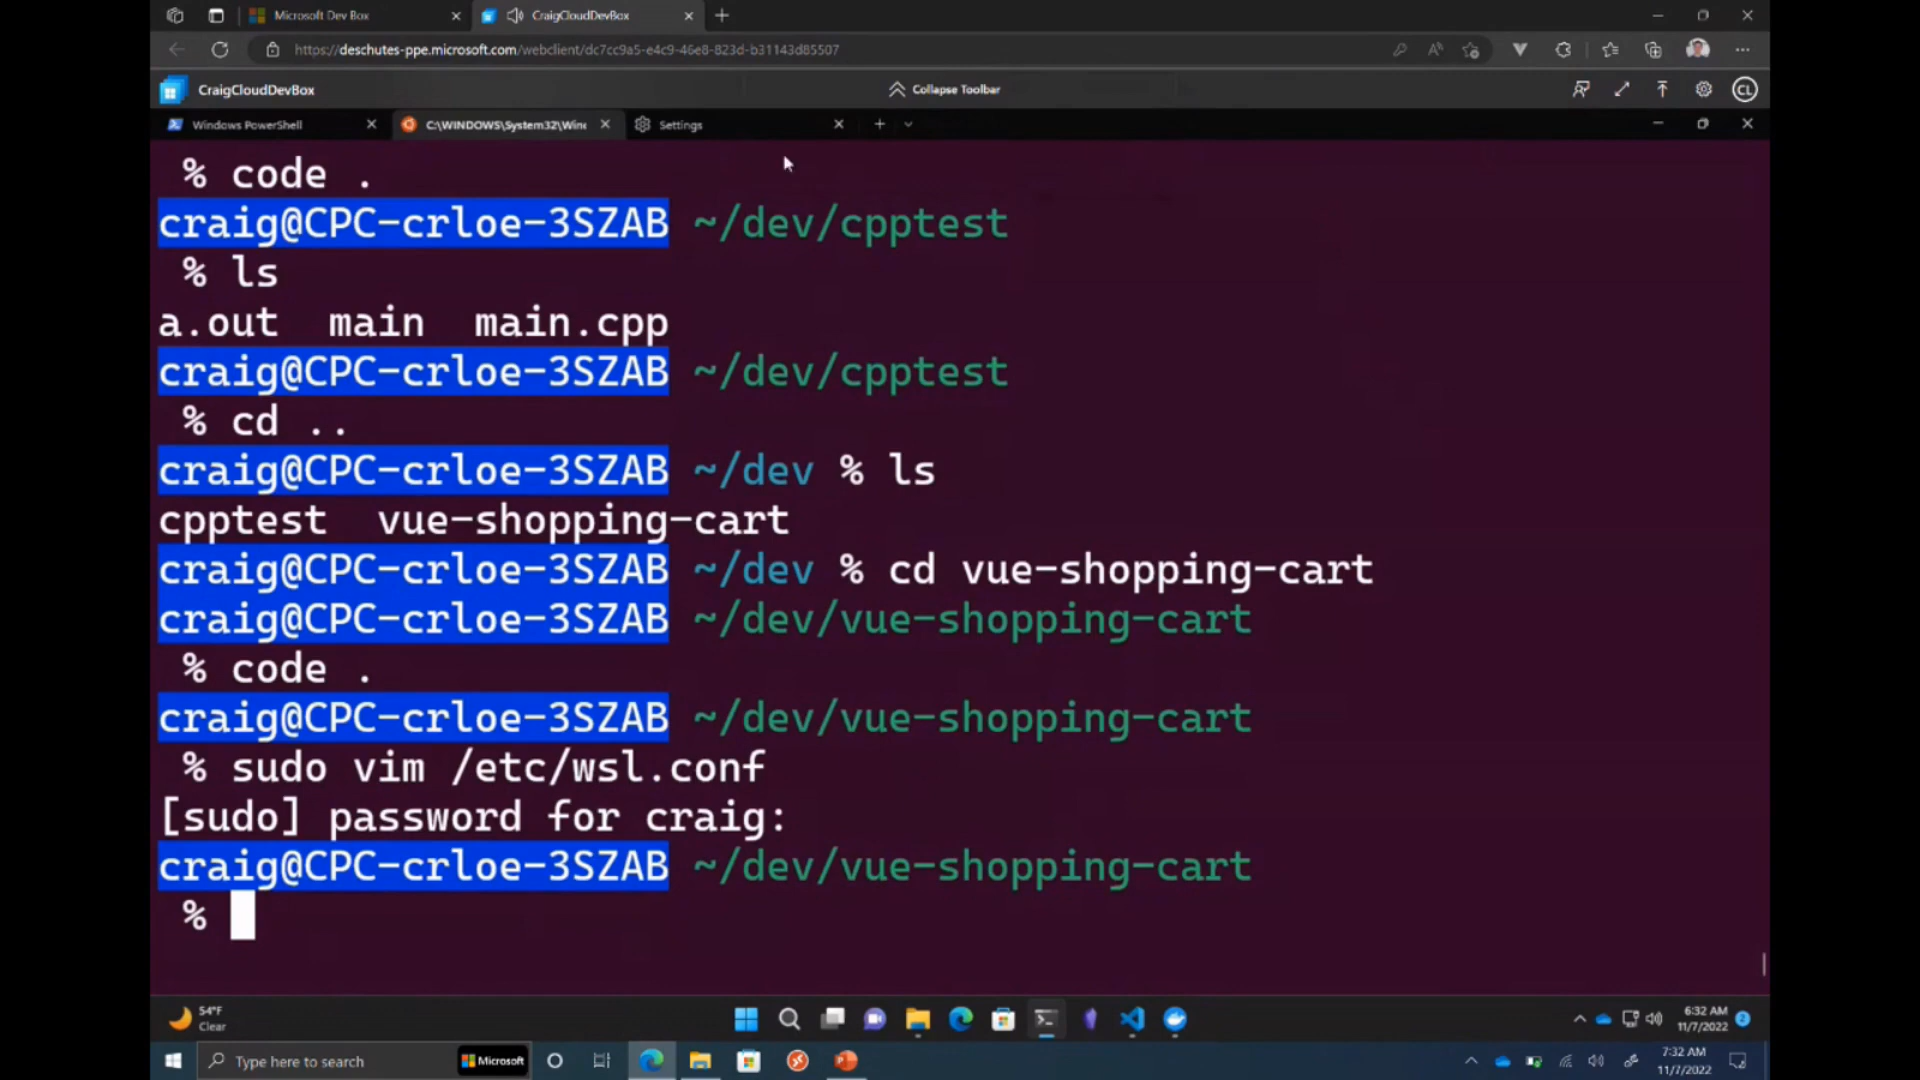 Microsoft Dev Box
CraigCloudDevBox
https://deschutes-ppe.microsoft.com/webclient/dc7cc9a5-e4c9-46e8-823d-b31143d85507
CraigCloudDevBox
Collapse Toolbar
CL
Windows PowerShell
C:\WINDOWS\System32\Wind
Settings
% code .
craig@CPC-crloe-3SZAB ~/dev/cpptest
% ls
a.out main main.cpp
craig@CPC-crloe-3SZAB ~/dev/cpptest
% cd ..
craig@CPC-crloe-3SZAB ~/dev % ls
cpptest vue-shopping-cart
craig@CPC-crloe-3SZAB ~/dev % cd vue-shopping-cart
craig@CPC-crloe-3SZAB ~/dev/vue-shopping-cart
% code .
craig@CPC-crloe-3SZAB ~/dev/vue-shopping-cart
% sudo vim /etc/wsl.conf
[sudo] password for craig:
craig@CPC-crloe-3SZAB ~/dev/vue-shopping-cart
%
54°F
Clear
6:32 AM
11/7/2022
2
Type here to search
Microsoft
7:32 AM
11/7/2022